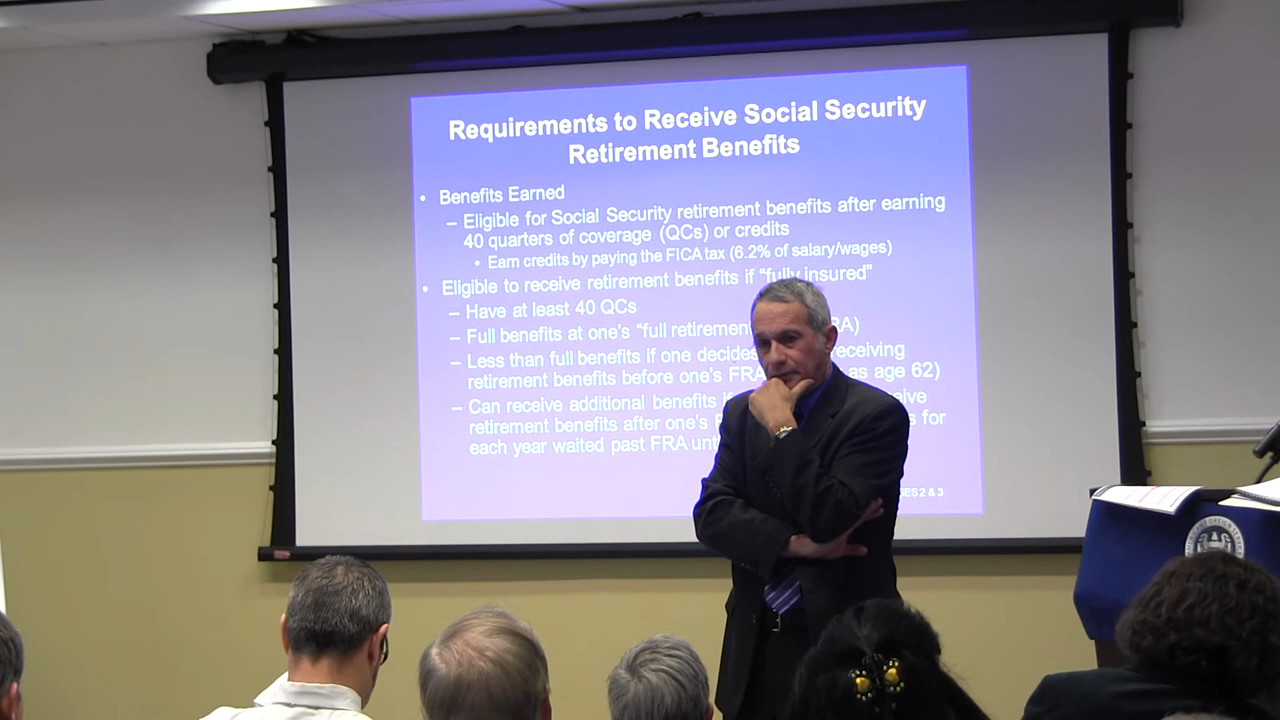 Requirements to Receive Social Security
Retirement Benefits
• Benefits Earned
– Eligible for Social Security retirement benefits after earning
40 quarters of coverage (QCs) or credits
• Earn credits by paying the FICA tax (6.2% of salary/wages)
• Eligible to receive retirement benefits if “fully insured”
– Have at least 40 QCs
– Full benefits at one's “full retirement
– Less than full benefits if one decides receiving
retirement benefits before one's FRA as age 62)
– Can receive additional benefits
retirement benefits after one's for
each year waited past FRA
2 & 3